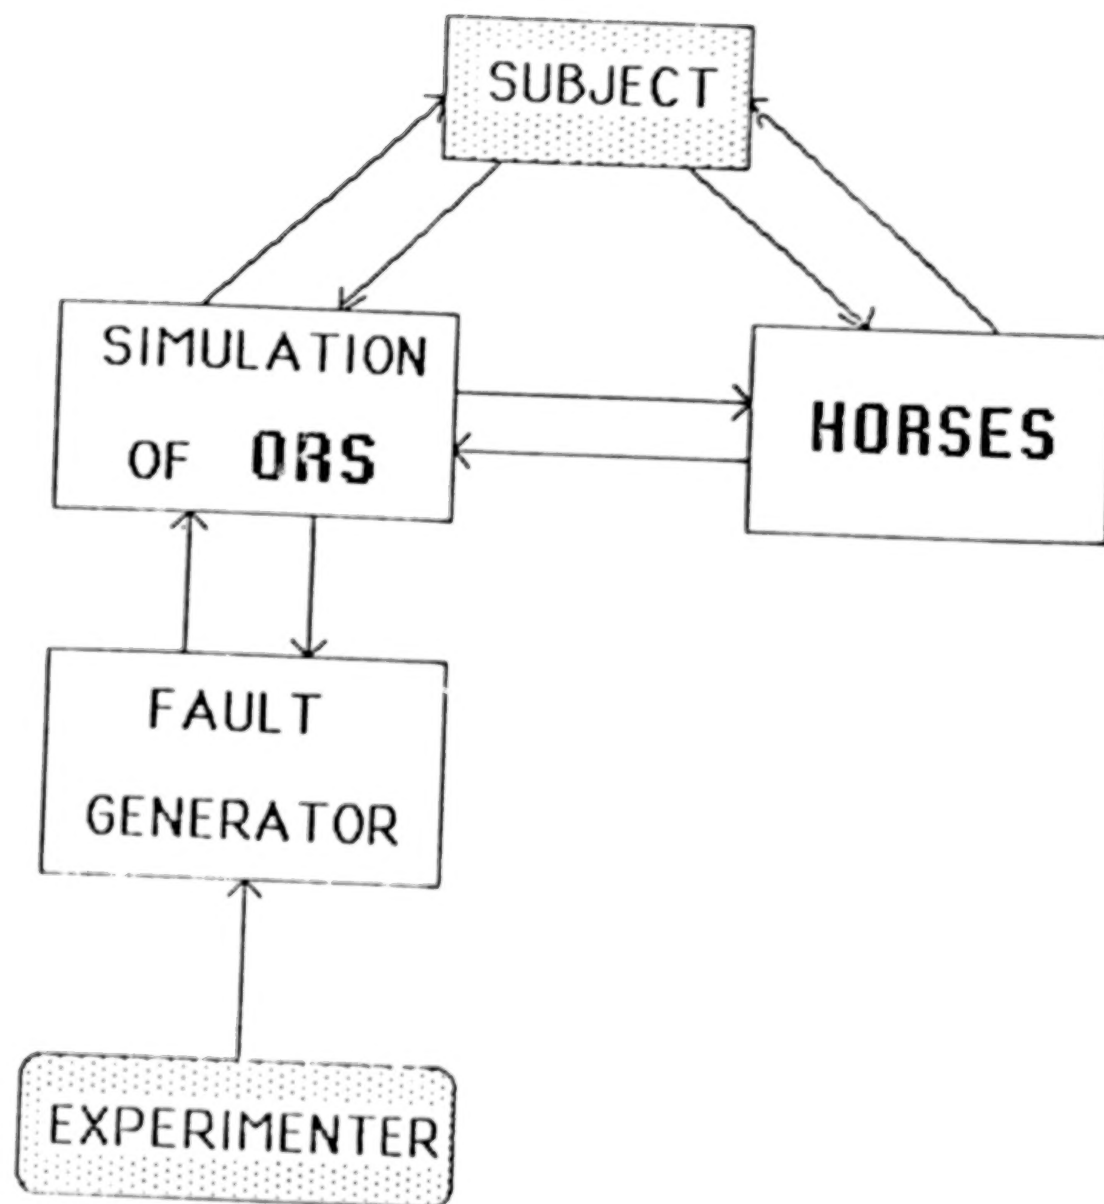 SUBJECT
SIMULATION
OF ORS
HORSES
FAULT
GENERATOR
EXPERIMENTER